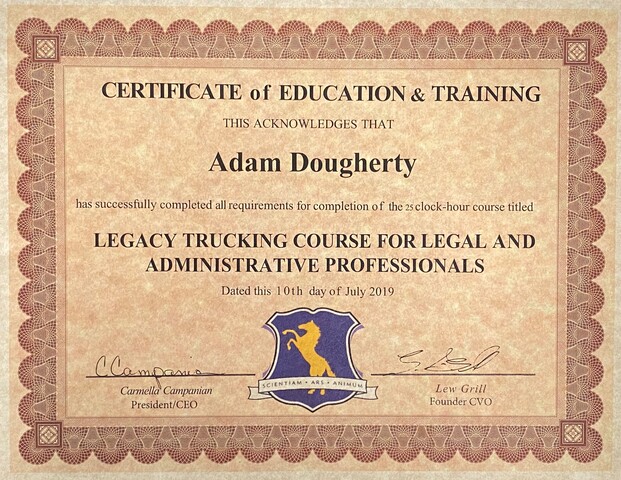 CERTIFICATE of EDUCATION & TRAINING
THIS ACKNOWLEDGES THAT
Adam Dougherty
has successfully completed all requirements for completion of the 25 clock-hour course titled
LEGACY TRUCKING COURSE FOR LEGAL AND
ADMINISTRATIVE PROFESSIONALS
Dated this 10th day of July 2019
C Campania
SCIENTIAM • ARS • ANIMUM
Carmella Campanian
Lew Grill
President/CEO
Founder CVO